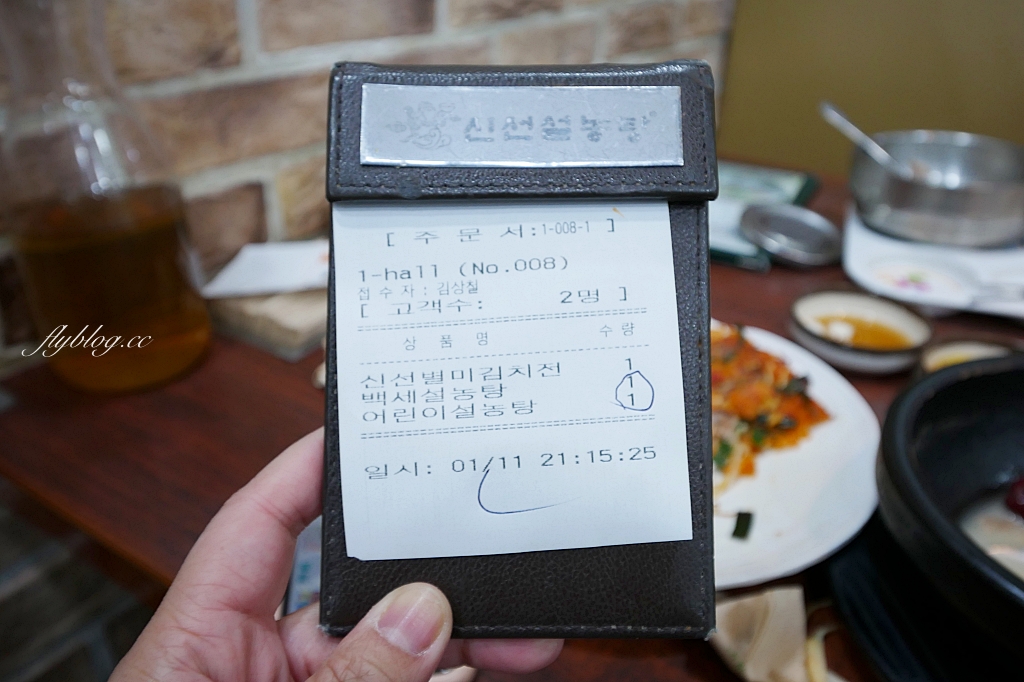 신선설농탕
[ 주 문 서:1-008-1 ]
1-hall (No.008)
접 수 자 : 김상철
[ 고객수: 2명 ]
상 품 명 수 량
신선별미김치전 1
백세설농탕 1
어린이설농탕 1
일시: 01/11 21:15:25
flyblog.cc